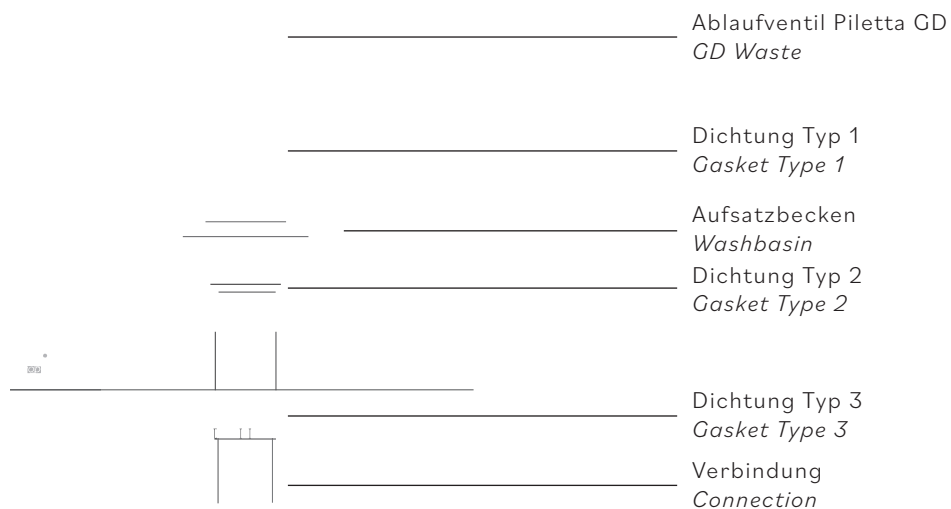 Ablaufventil Piletta GD
GD Waste
Dichtung Typ 1
Gasket Type 1
Aufsatzbecken
Washbasin
Dichtung Typ 2
Gasket Type 2
Dichtung Typ 3
Gasket Type 3
Verbindung
Connection